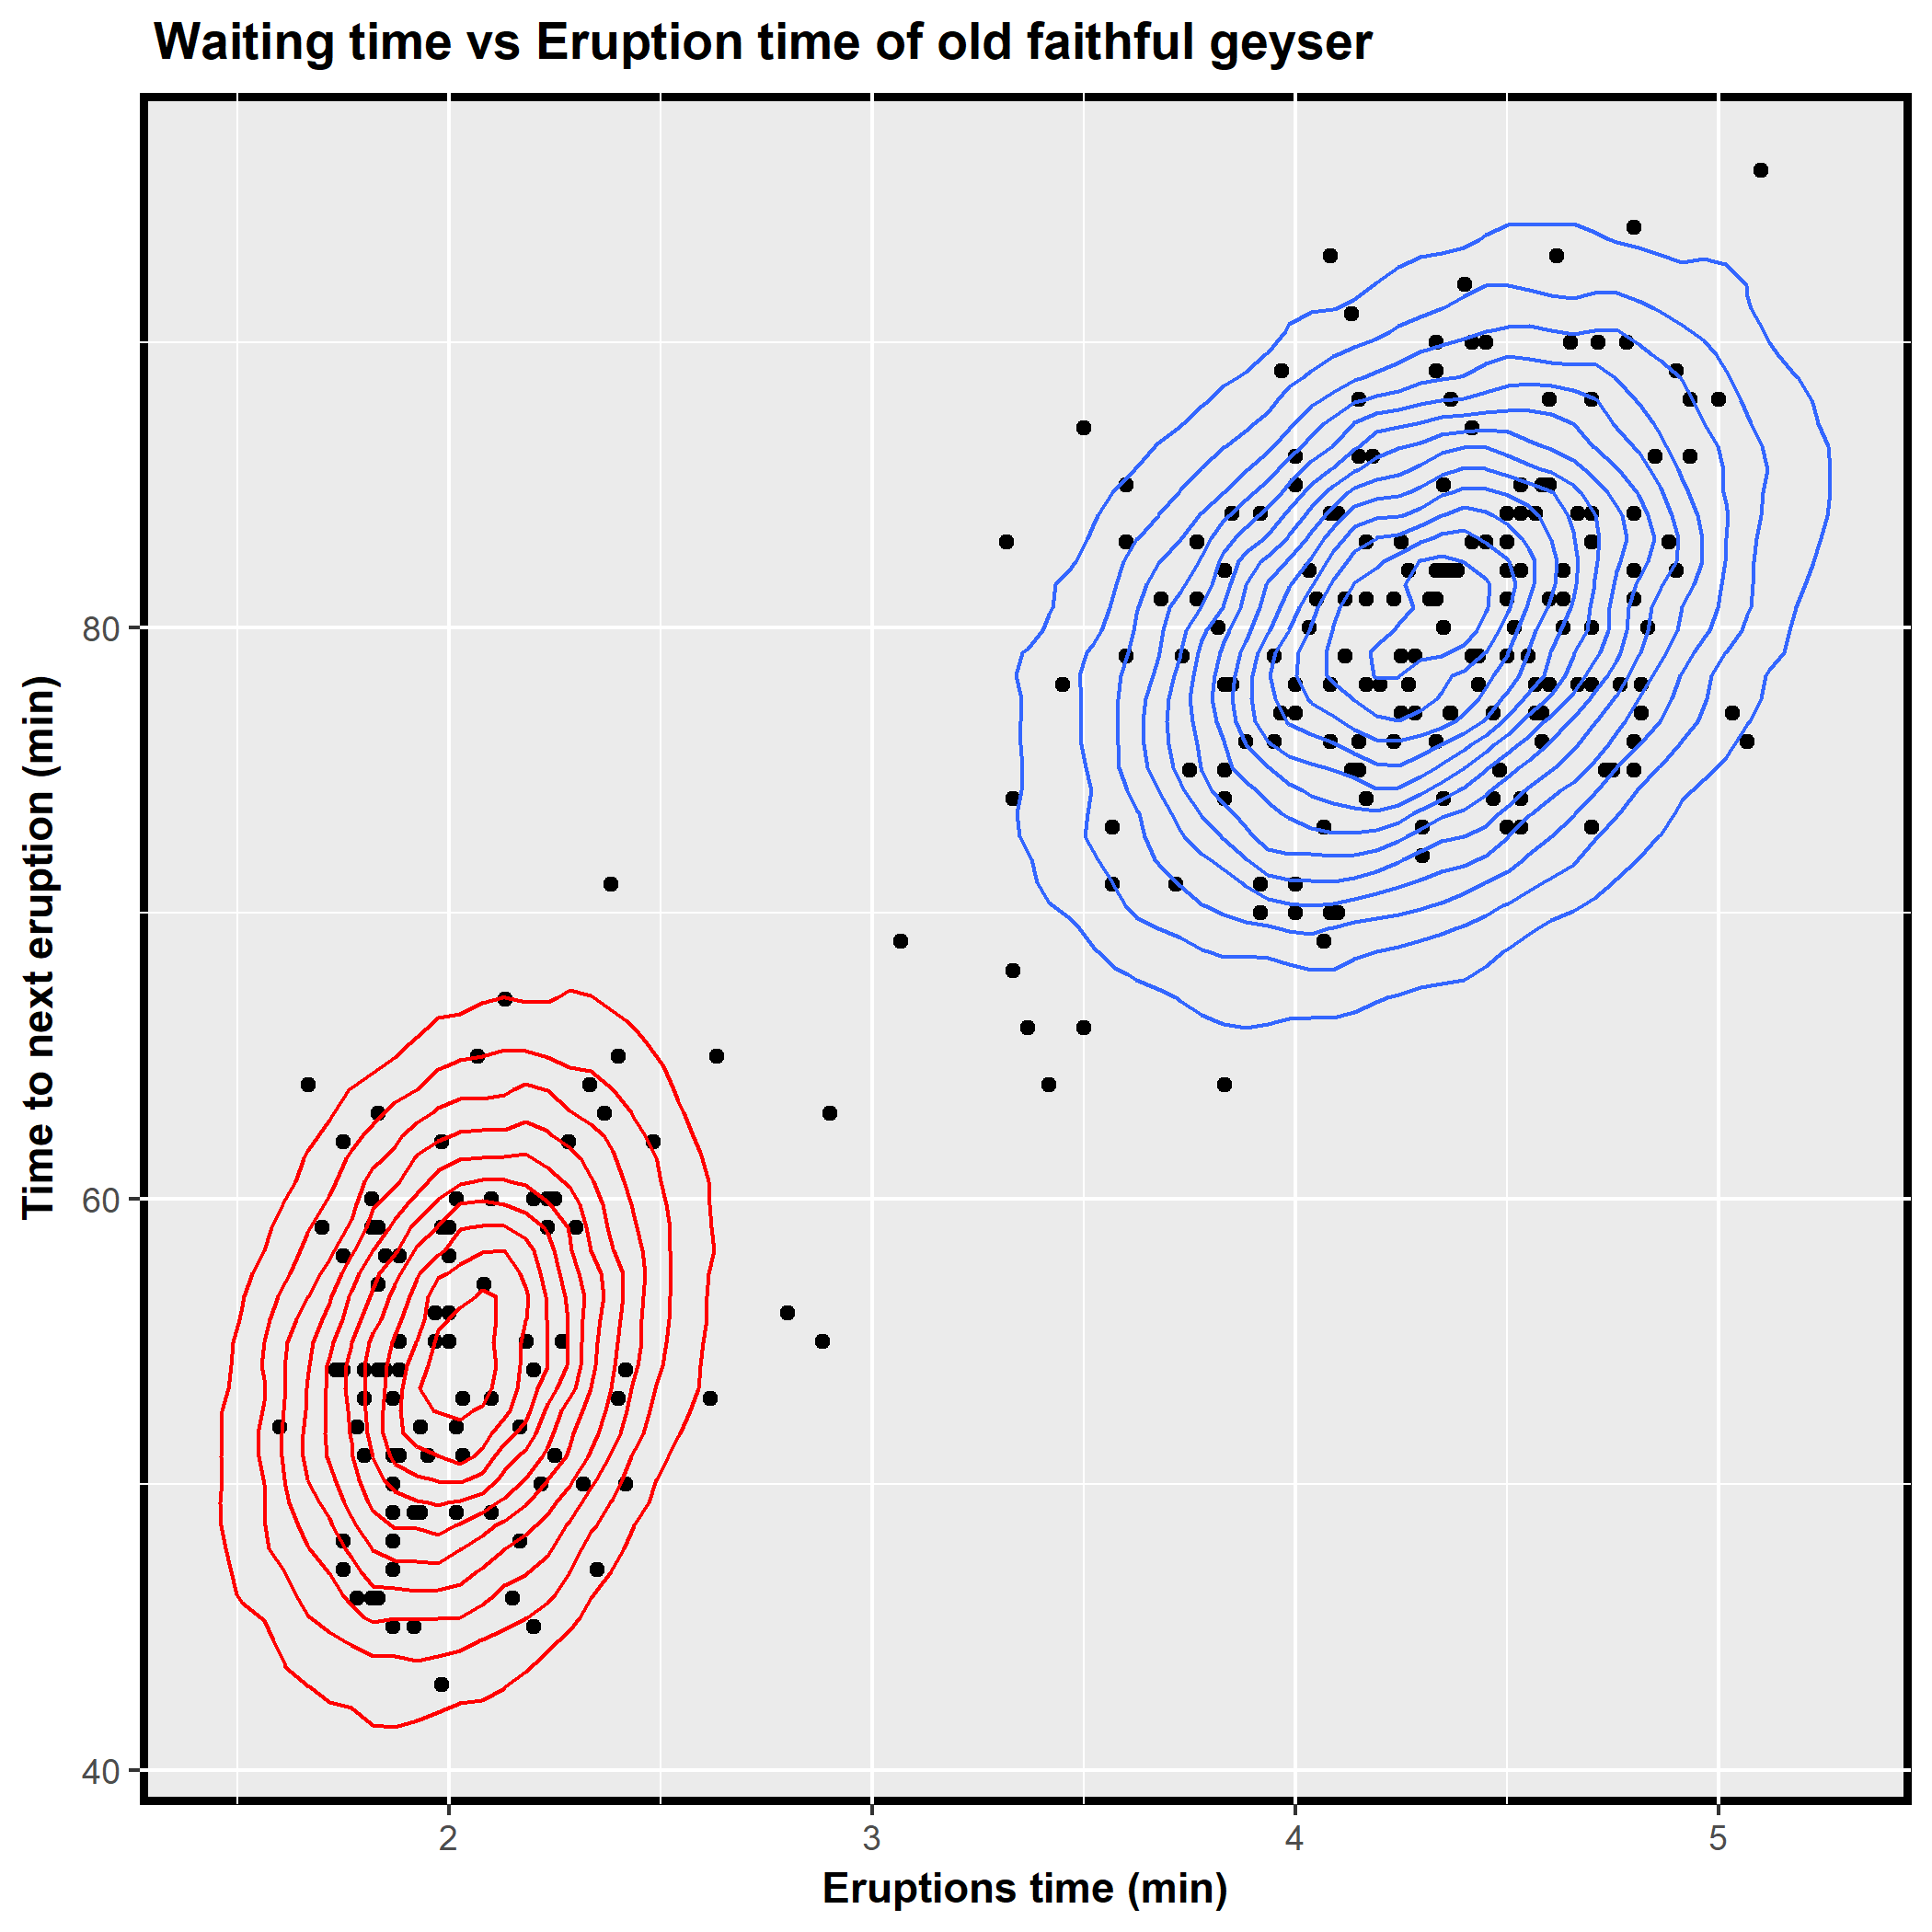 Waiting time vs Eruption time of old faithful geyser
Time to next eruption (min)
80
60
40
2
3
4
5
Eruptions time (min)